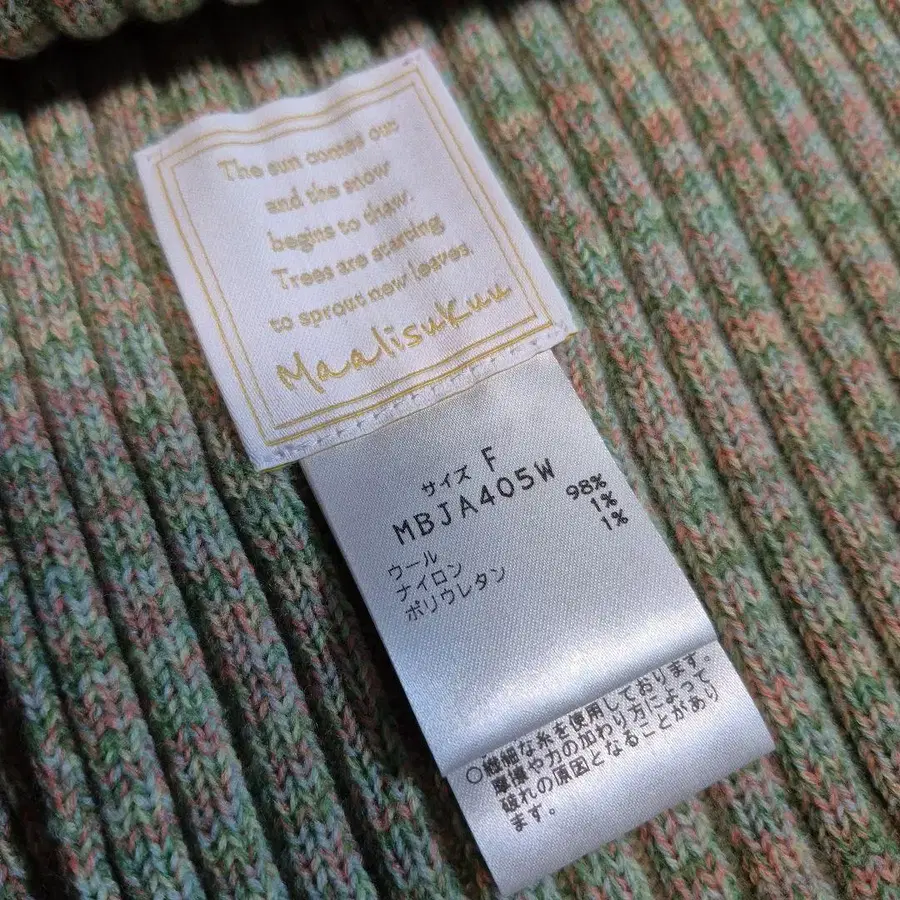 The sun comes out
and the snow
begins to thaw.
Trees are starting
to sprout new leaves.
Maalisukuu
サイズ F
MBJA405W
ウール 98%
ナイロン 1%
ポリウレタン 1%
○繊細な糸を使用しております。
摩擦や力の加わり方によって
破れの原因となることがあり
ます。